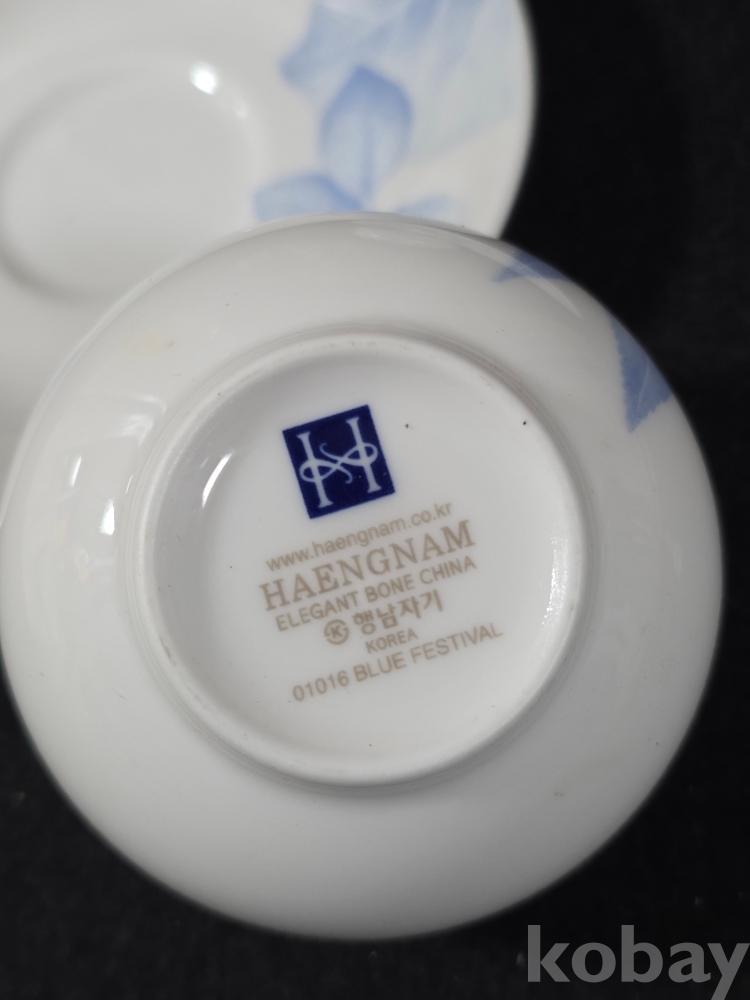 H
www.haengnam.co.kr
HAENGNAM
ELEGANT BONE CHINA
㉿ 행남자기
KOREA
01016 BLUE FESTIVAL
kobay